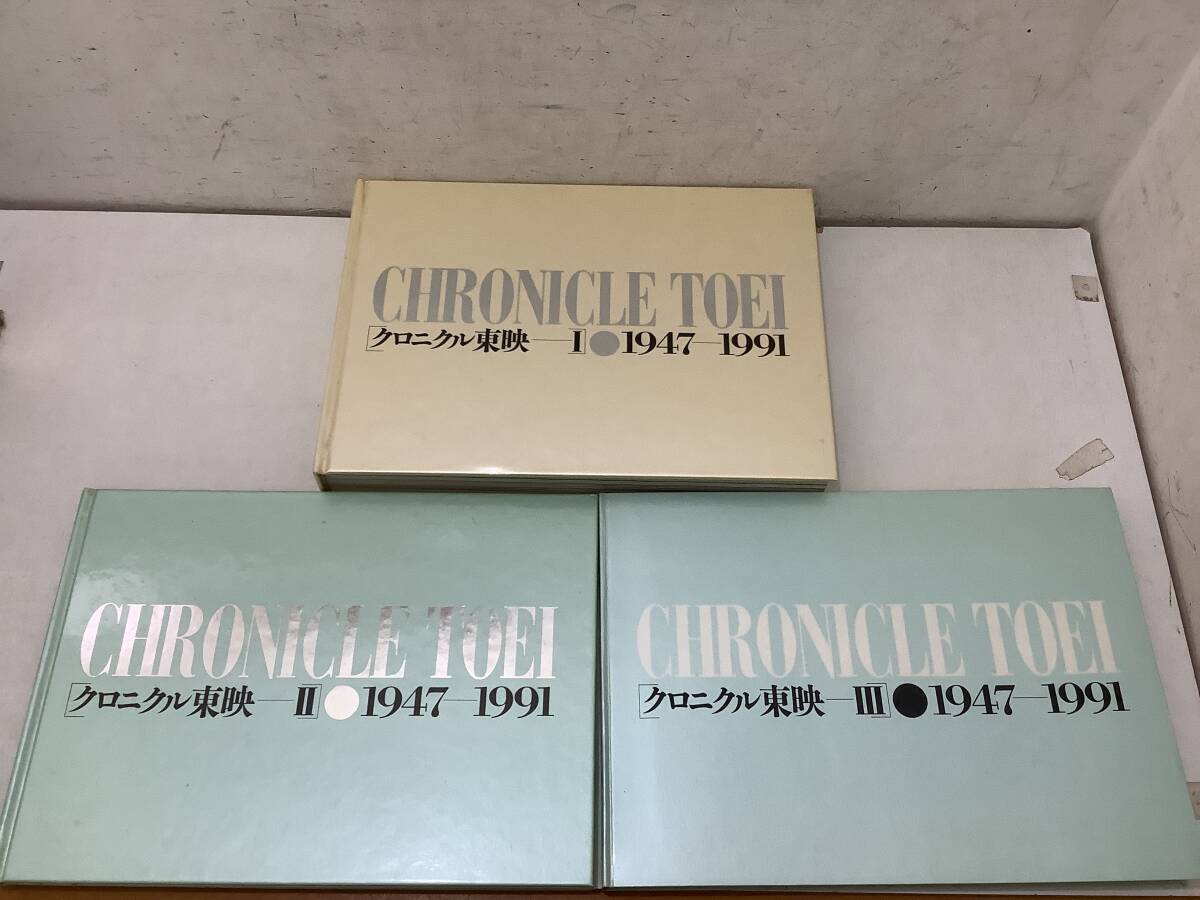 CHRONICLE TOEI
[クロニクル東映―I]●1947―1991
CHRONICLE TOEI
[クロニクル東映―II]●1947―1991
CHRONICLE TOEI
[クロニクル東映―III]●1947―1991